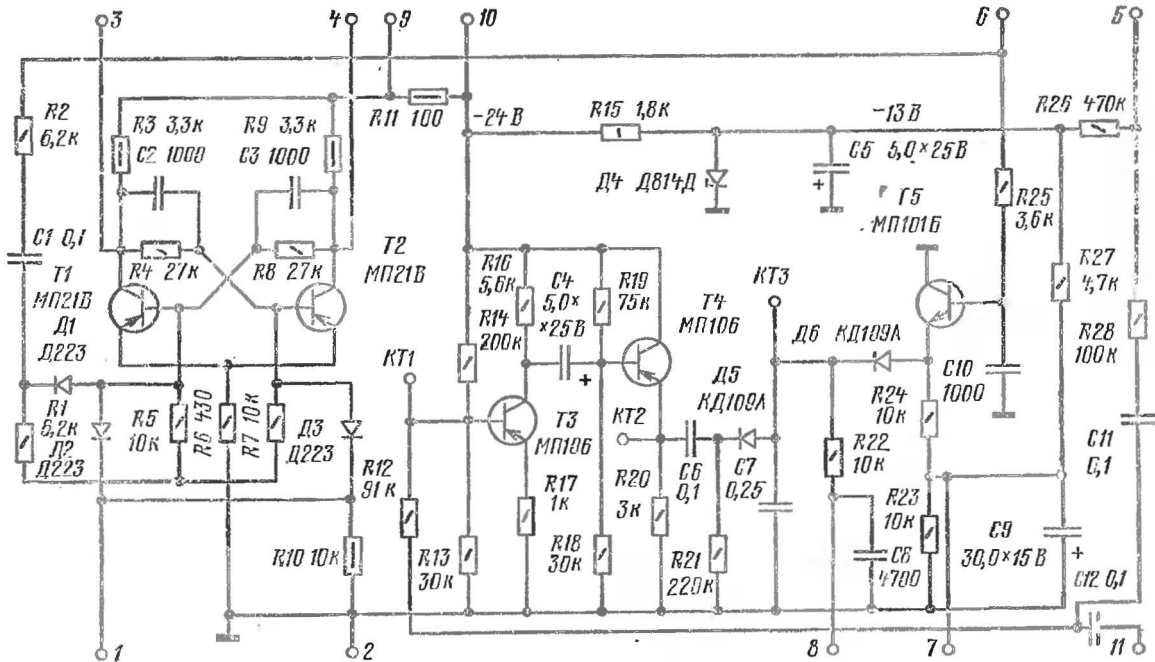 3
4
9
10
6
5
R2
6,2к
R3 3,3к
C2 1000
R9 3,3к
C3 1000
R11 100
-24 В
R15 1,8к
-13 В
R26 470к
C5 5,0×25В
Д4 Д814Д
R25
3,6к
T5
МП101Б
C1 0,1
T1
МП21В
R4 27к
R8 27к
T2
МП21В
R16
5,6к
C4
5,0×
×25В
R19
75к
T4
МП106
КТ3
R27
4,7к
R14
200к
Д1
Д223
КТ1
Д6 КД109А
R28
100к
R1
6,2к
Д2
Д223
R5
10к
R6 430
R7 10к
Д3
Д223
T3
МП106
КТ2
Д5
КД109А
C10
1000
R24
10к
R12
91к
R17
1к
R20
3к
C6
0,1
C7
0,25
R22
10к
C11
0,1
R10 10к
R13
30к
R18
30к
R21
220к
C8
4700
R23
10к
C9
30,0×15 В
C12 0,1
1
2
8
7
11